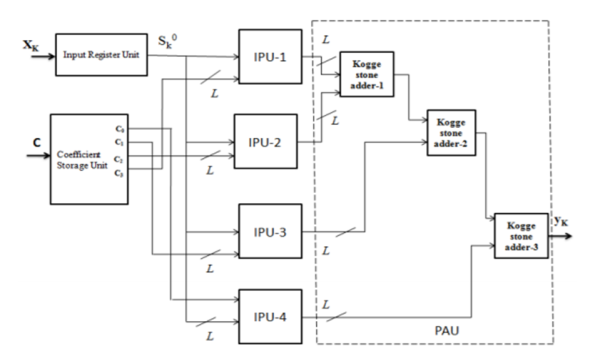 X_K
Input Register Unit
S_k^0
IPU-1
L
L
Kogge
stone
adder-1
C
Coefficient
Storage Unit
C_0
C_1
C_2
C_3
IPU-2
L
L
Kogge
stone
adder-2
IPU-3
L
L
Kogge
stone
adder-3
y_K
IPU-4
L
L
PAU